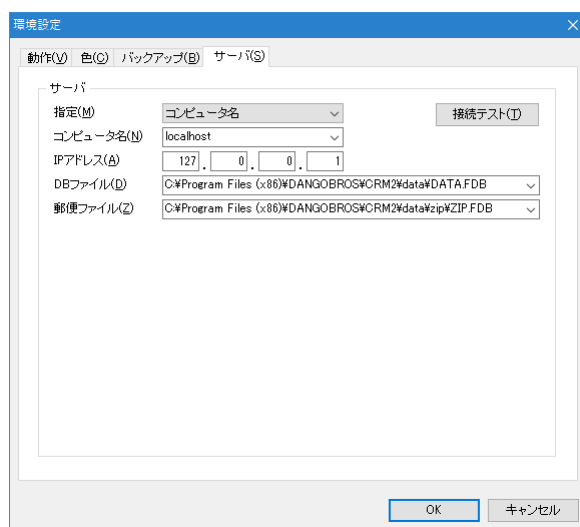 環境設定
動作(V) 色(C) バックアップ(B) サーバ(S)
サーバ
指定(M) コンピュータ名 接続テスト(T)
コンピュータ名(N) localhost
IPアドレス(A) 127 . 0 . 0 . 1
DBファイル(D) C:¥Program Files (x86)¥DANGOBROS¥CRM2¥data¥DATA.FDB
郵便ファイル(Z) C:¥Program Files (x86)¥DANGOBROS¥CRM2¥data¥zip¥ZIP.FDB
OK キャンセル